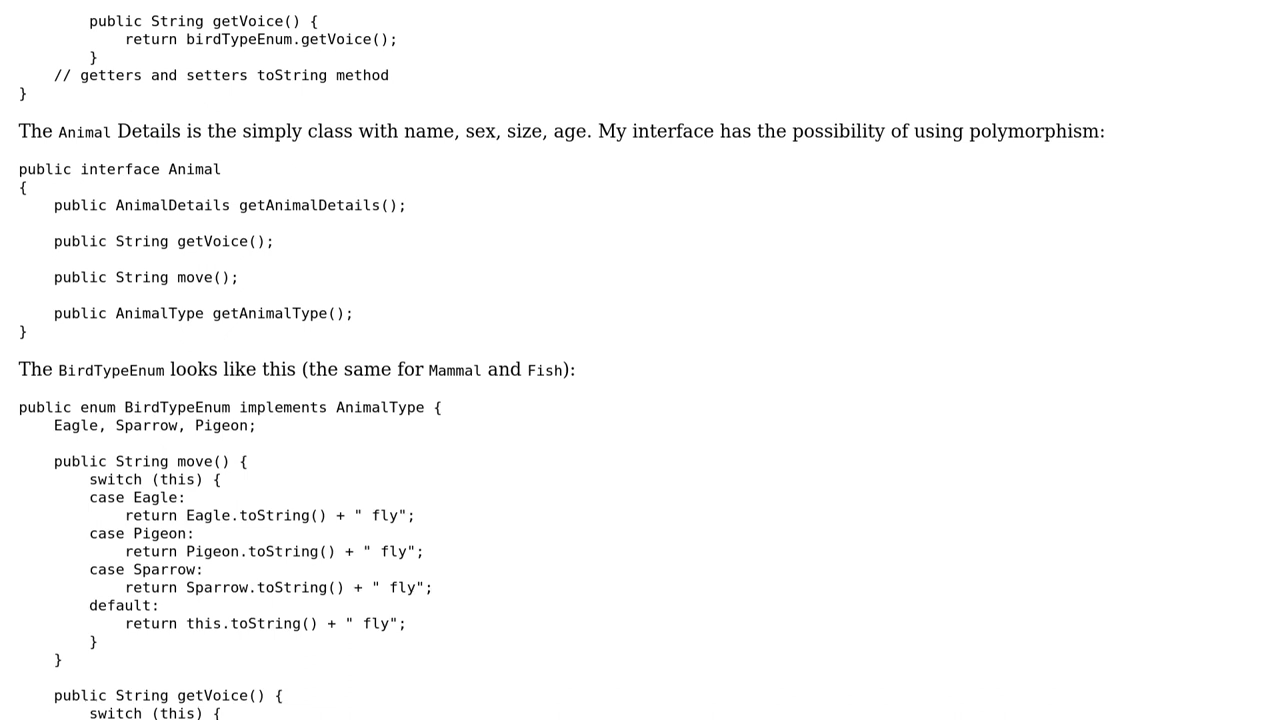 public String getVoice() {
            return birdTypeEnum.getVoice();
        }
    // getters and setters toString method
}
The Animal Details is the simply class with name, sex, size, age. My interface has the possibility of using polymorphism:
public interface Animal
{
    public AnimalDetails getAnimalDetails();

    public String getVoice();

    public String move();

    public AnimalType getAnimalType();
}
The BirdTypeEnum looks like this (the same for Mammal and Fish):
public enum BirdTypeEnum implements AnimalType {
    Eagle, Sparrow, Pigeon;

    public String move() {
        switch (this) {
        case Eagle:
            return Eagle.toString() + " fly";
        case Pigeon:
            return Pigeon.toString() + " fly";
        case Sparrow:
            return Sparrow.toString() + " fly";
        default:
            return this.toString() + " fly";
        }
    }

    public String getVoice() {
        switch (this) {